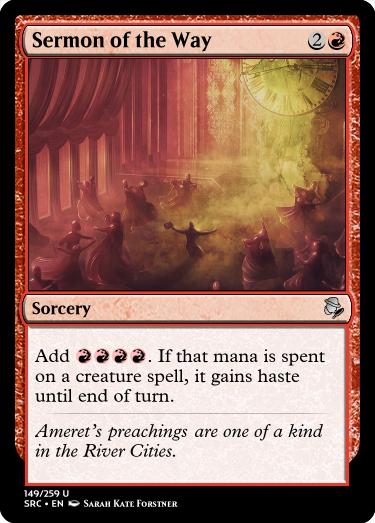 Sermon of the Way 2
Sorcery
Add . If that mana is spent
on a creature spell, it gains haste
until end of turn.
Ameret's preachings are one of a kind
in the River Cities.
149/259 U
SRC • EN Sarah Kate Forstner